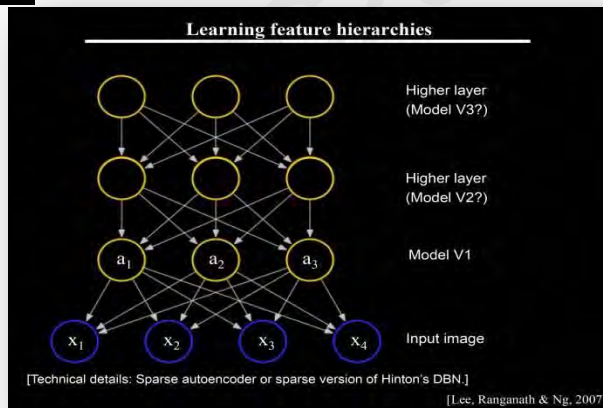 Learning feature hierarchies
Higher layer
(Model V3?)
Higher layer
(Model V2?)
a1 a2 a3
Model V1
x1 x2 x3 x4
Input image
[Technical details: Sparse autoencoder or sparse version of Hinton's DBN.]
[Lee, Ranganath & Ng, 2007